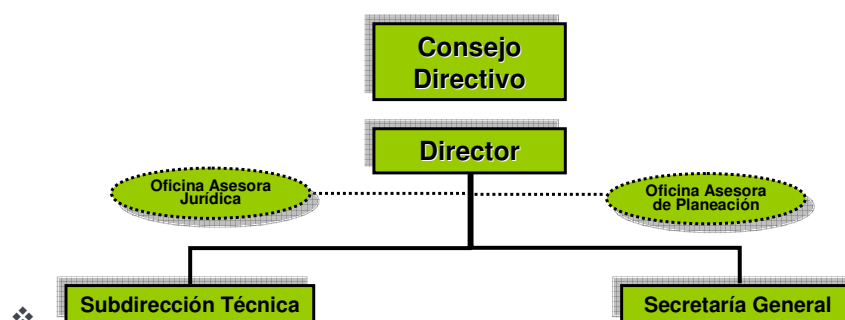 Consejo
Directivo
Director
Oficina Asesora
Jurídica
Oficina Asesora
de Planeación
Subdirección Técnica
Secretaría General